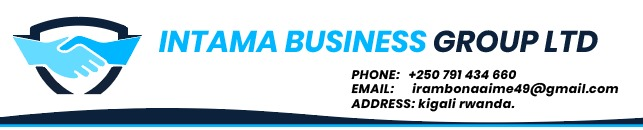 INTAMA BUSINESS GROUP LTD
PHONE: +250 791 434 660
EMAIL: irambonaaime49@gmail.com
ADDRESS: kigali rwanda.